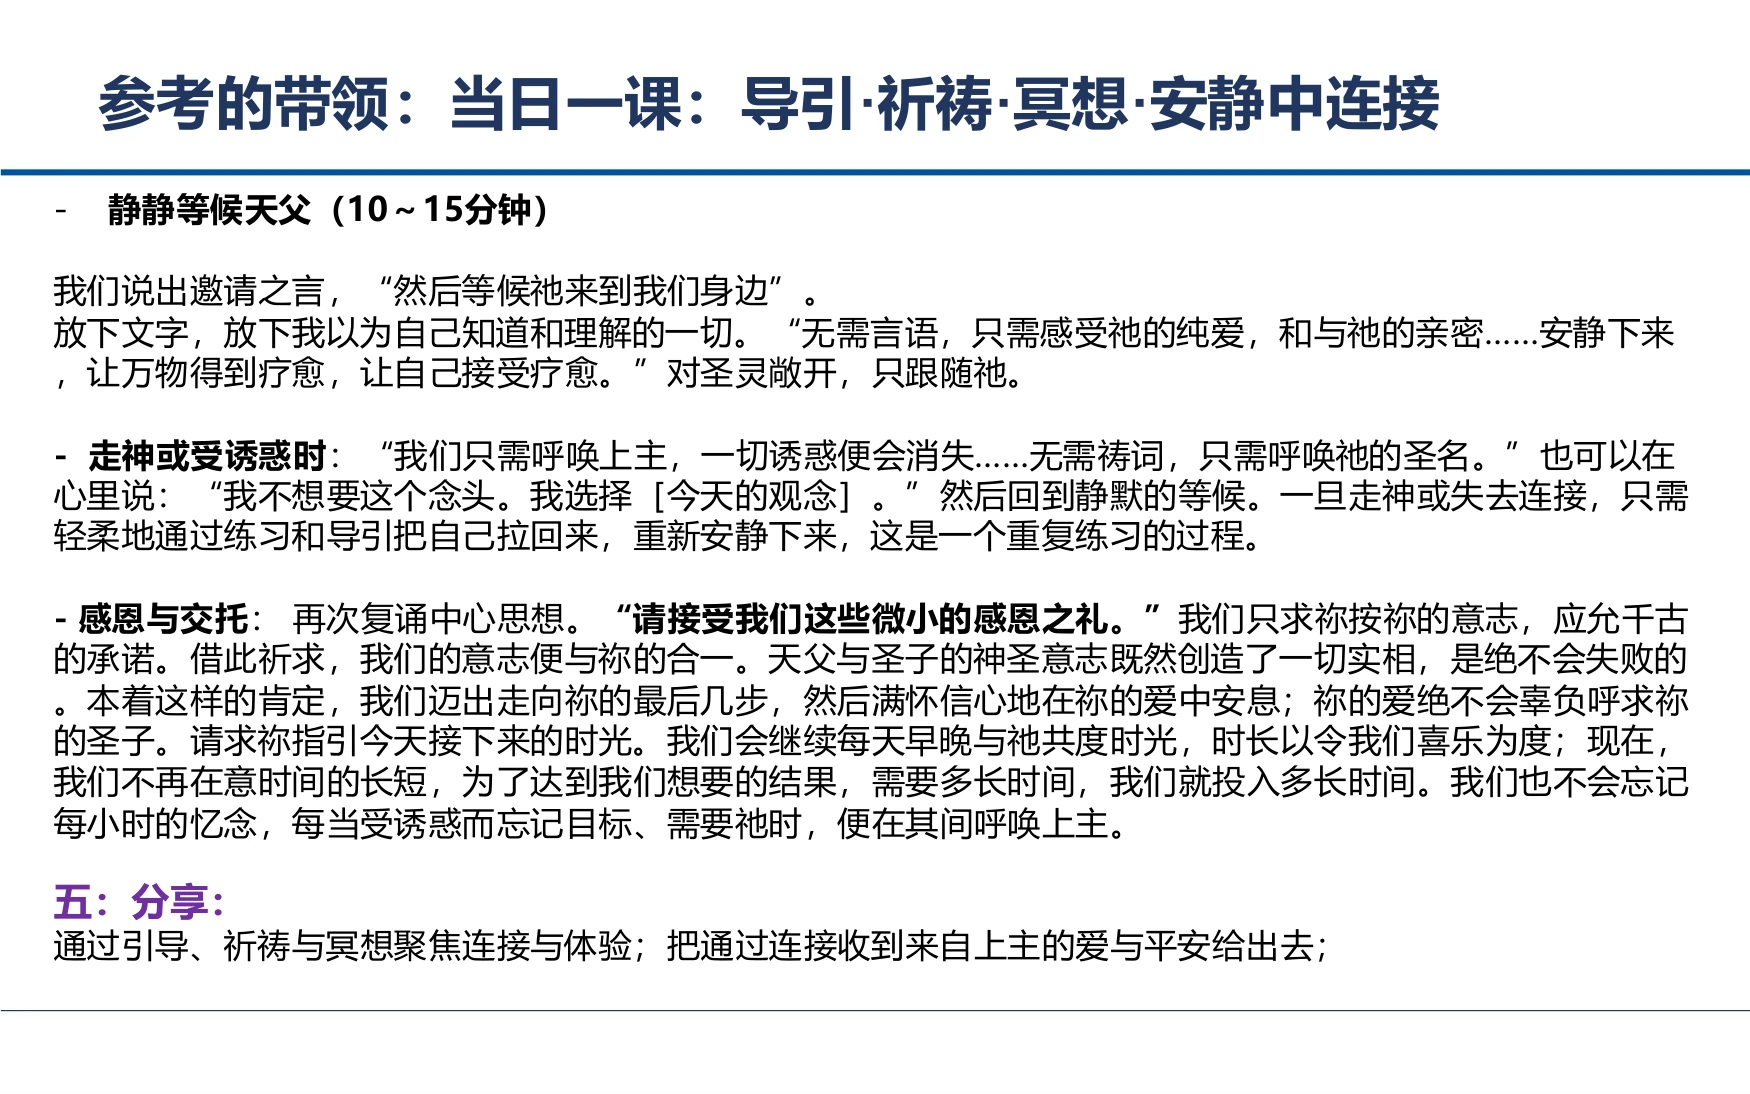 参考的带领：当日一课：导引·祈祷·冥想·安静中连接
- 静静等候天父（10～15分钟）
我们说出邀请之言，“然后等候祂来到我们身边”。
放下文字，放下我以为自己知道和理解的一切。“无需言语，只需感受祂的纯爱，和与祂的亲密……安静下来
，让万物得到疗愈，让自己接受疗愈。”对圣灵敞开，只跟随祂。
- 走神或受诱惑时：“我们只需呼唤上主，一切诱惑便会消失……无需祷词，只需呼唤祂的圣名。”也可以在
心里说：“我不想要这个念头。我选择［今天的观念］。”然后回到静默的等候。一旦走神或失去连接，只需
轻柔地通过练习和导引把自己拉回来，重新安静下来，这是一个重复练习的过程。
- 感恩与交托： 再次复诵中心思想。“请接受我们这些微小的感恩之礼。”我们只求祢按祢的意志，应允千古
的承诺。借此祈求，我们的意志便与祢的合一。天父与圣子的神圣意志既然创造了一切实相，是绝不会失败的
。本着这样的肯定，我们迈出走向祢的最后几步，然后满怀信心地在祢的爱中安息；祢的爱绝不会辜负呼求祢
的圣子。请求祢指引今天接下来的时光。我们会继续每天早晚与祂共度时光，时长以令我们喜乐为度；现在，
我们不再在意时间的长短，为了达到我们想要的结果，需要多长时间，我们就投入多长时间。我们也不会忘记
每小时的忆念，每当受诱惑而忘记目标、需要祂时，便在其间呼唤上主。
五：分享：
通过引导、祈祷与冥想聚焦连接与体验；把通过连接收到来自上主的爱与平安给出去；